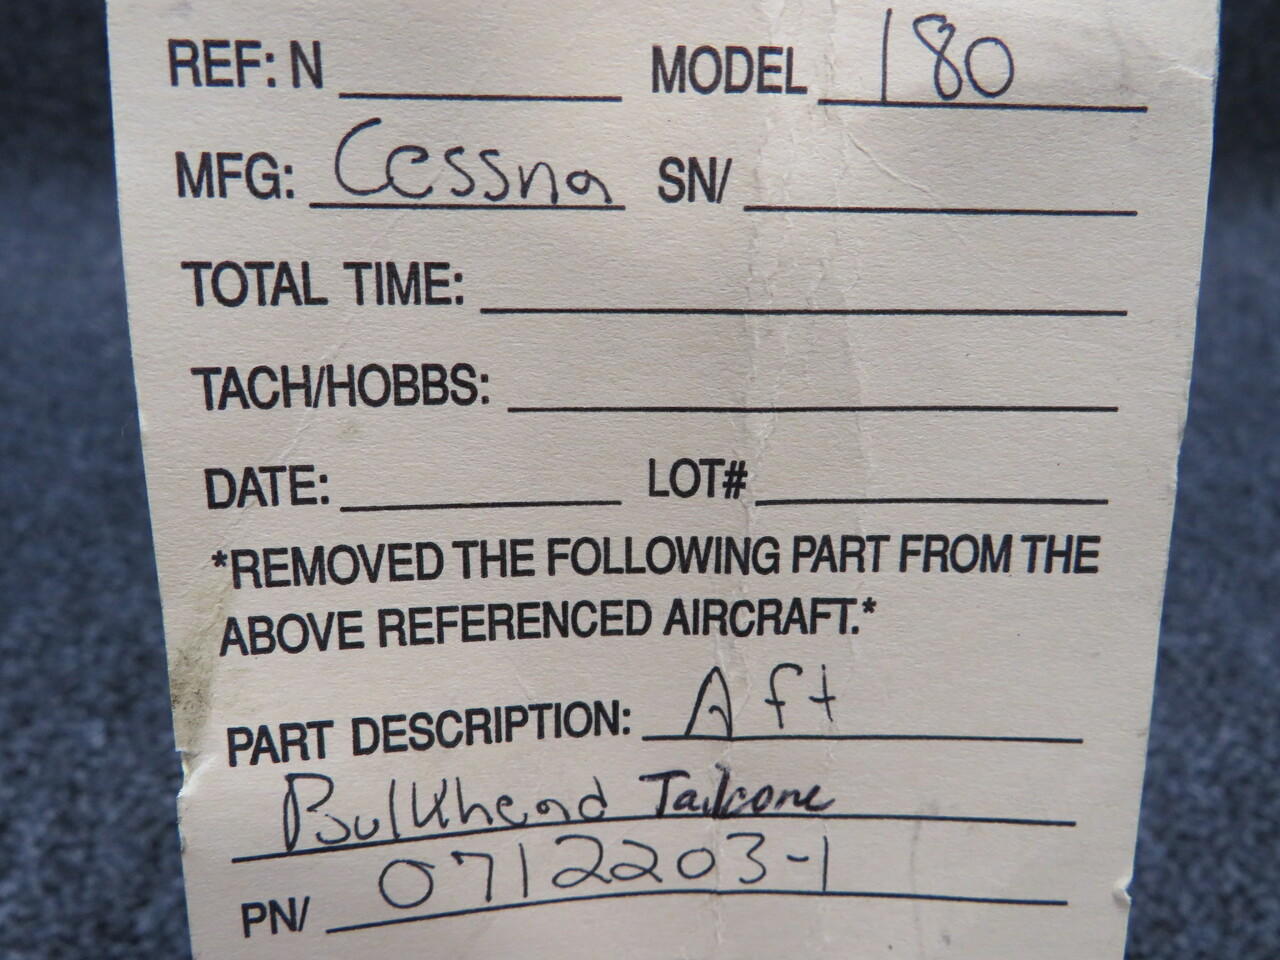 REF: N MODEL 180
MFG: Cessna SN/
TOTAL TIME:
TACH/HOBBS:
DATE: LOT#
*REMOVED THE FOLLOWING PART FROM THE
ABOVE REFERENCED AIRCRAFT.*
PART DESCRIPTION: Aft
Bulkhead Tailcone
PN/ 0712203-1